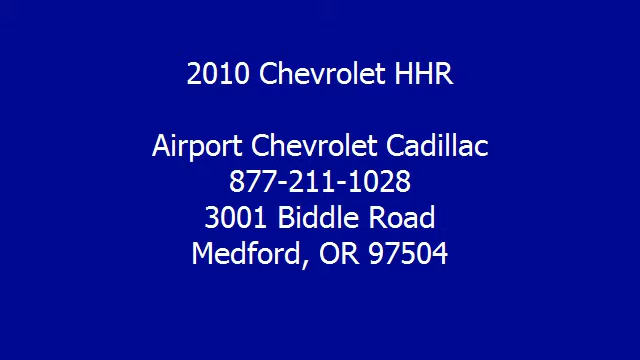 2010 Chevrolet HHR
Airport Chevrolet Cadillac
877-211-1028
3001 Biddle Road
Medford, OR 97504